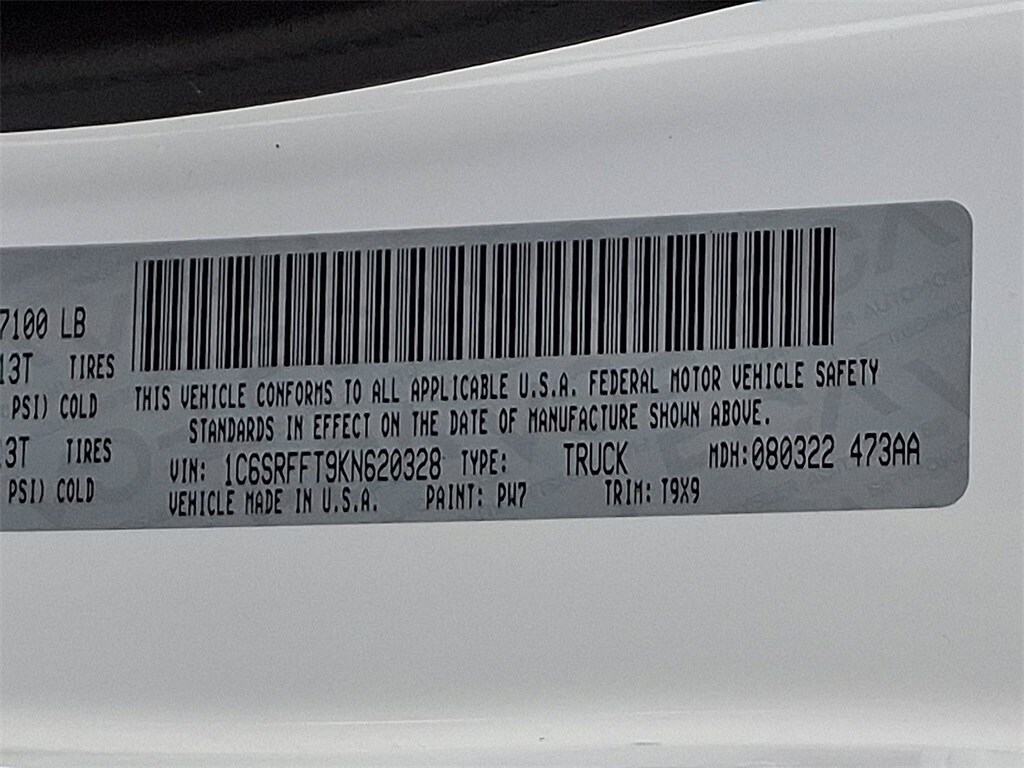 7100 LB
13T TIRES
PSI) COLD
13T TIRES
PSI) COLD
THIS VEHICLE CONFORMS TO ALL APPLICABLE U.S.A. FEDERAL MOTOR VEHICLE SAFETY
STANDARDS IN EFFECT ON THE DATE OF MANUFACTURE SHOWN ABOVE.
VIN: 1C6SRFFT9KN620328 TYPE: TRUCK MDH:080322 473AA
VEHICLE MADE IN U.S.A. PAINT: PW7 TRIM: T9X9